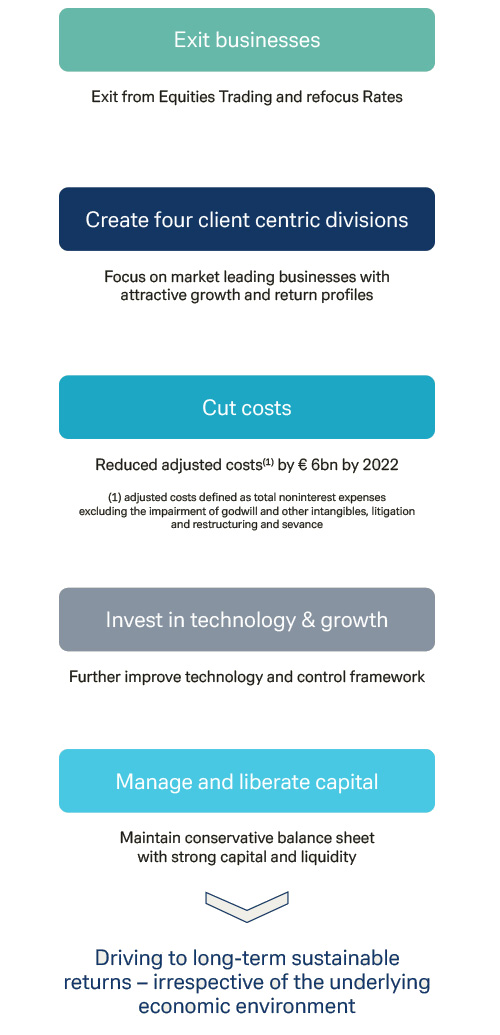 Exit businesses
Exit from Equities Trading and refocus Rates
Create four client centric divisions
Focus on market leading businesses with
attractive growth and return profiles
Cut costs
Reduced adjusted costs(1) by € 6bn by 2022
(1) adjusted costs defined as total noninterest expenses
excluding the impairment of godwill and other intangibles, litigation
and restructuring and sevance
Invest in technology & growth
Further improve technology and control framework
Manage and liberate capital
Maintain conservative balance sheet
with strong capital and liquidity
Driving to long-term sustainable
returns – irrespective of the underlying
economic environment